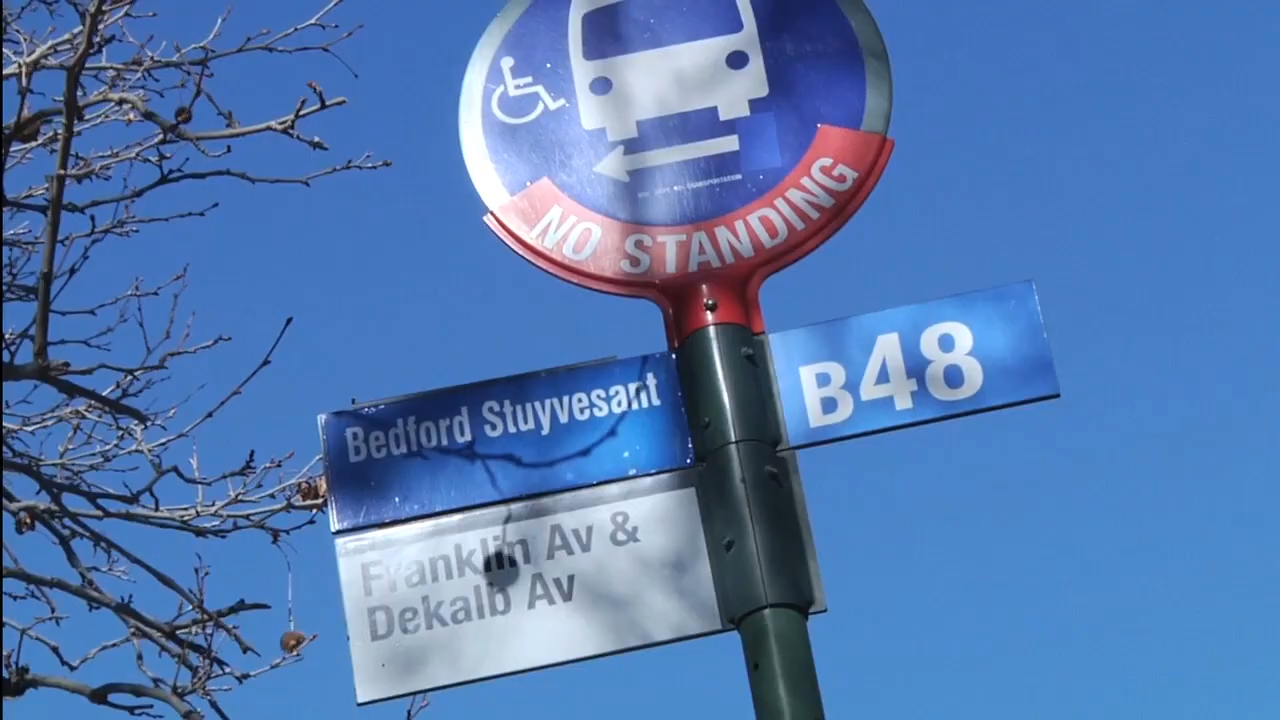 NO STANDING
B48
Bedford Stuyvesant
Franklin Av &
Dekalb Av